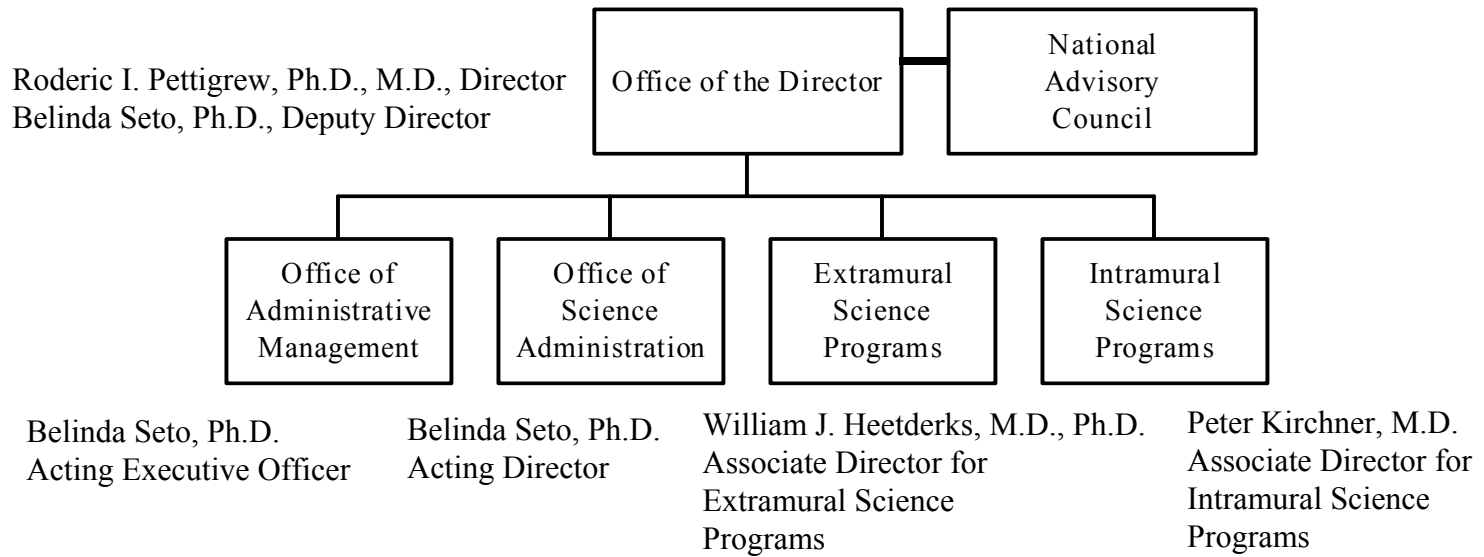 Roderic I. Pettigrew, Ph.D., M.D., Director
Belinda Seto, Ph.D., Deputy Director
Office of the Director
National
Advisory
Council
Office of
Administrative
Management
Office of
Science
Administration
Extramural
Science
Programs
Intramural
Science
Programs
Belinda Seto, Ph.D.
Acting Executive Officer
Belinda Seto, Ph.D.
Acting Director
William J. Heetderks, M.D., Ph.D.
Associate Director for
Extramural Science
Programs
Peter Kirchner, M.D.
Associate Director for
Intramural Science
Programs